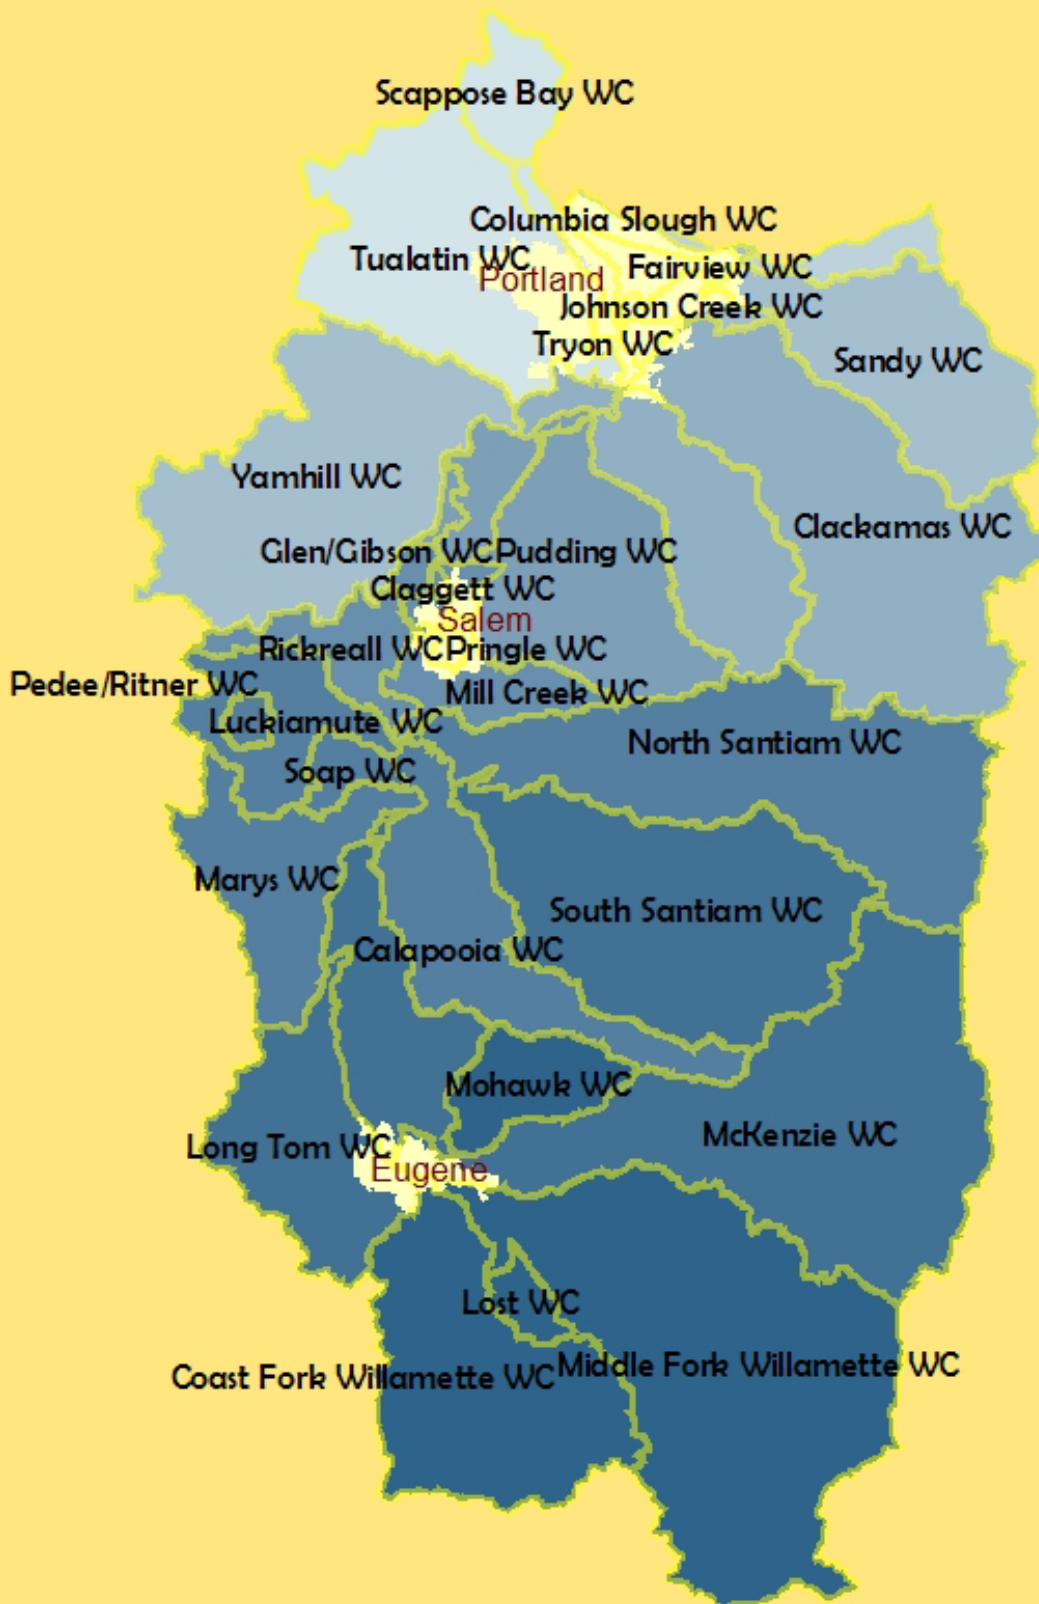 Scappose Bay WC
Columbia Slough WC
Tualatin WC
Portland
Fairview WC
Johnson Creek WC
Tryon WC
Sandy WC
Yamhill WC
Clackamas WC
Glen/Gibson WC
Pudding WC
Claggett WC
Salem
Rickreall WC
Pringle WC
Pedee/Ritner WC
Mill Creek WC
Luckiamute WC
North Santiam WC
Soap WC
Marys WC
South Santiam WC
Calapooia WC
Mohawk WC
McKenzie WC
Long Tom WC
Eugene
Lost WC
Coast Fork Willamette WC
Middle Fork Willamette WC